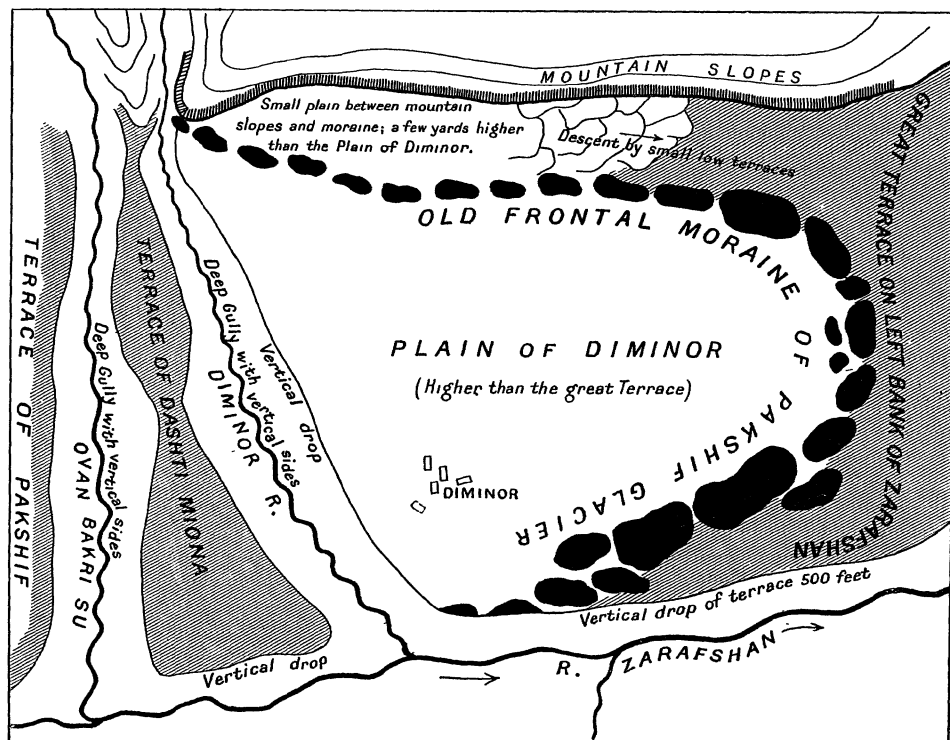 MOUNTAIN SLOPES
Small plain between mountain
slopes and moraine; a few yards higher
than the Plain of Diminor.
Descent by small low terraces
GREAT TERRACE ON LEFT BANK OF ZARAFSHAN
OLD FRONTAL MORAINE OF PAKSHIF GLACIER
TERRACE OF PAKSHIF
Deep Gully with vertical sides
OVAN BAKRI SU
TERRACE OF DASHTI MIONA
Deep Gully with vertical sides
DIMINOR R.
Vertical drop
PLAIN OF DIMINOR
(Higher than the great Terrace)
DIMINOR
Vertical drop of terrace 500 feet
Vertical drop
R. ZARAFSHAN